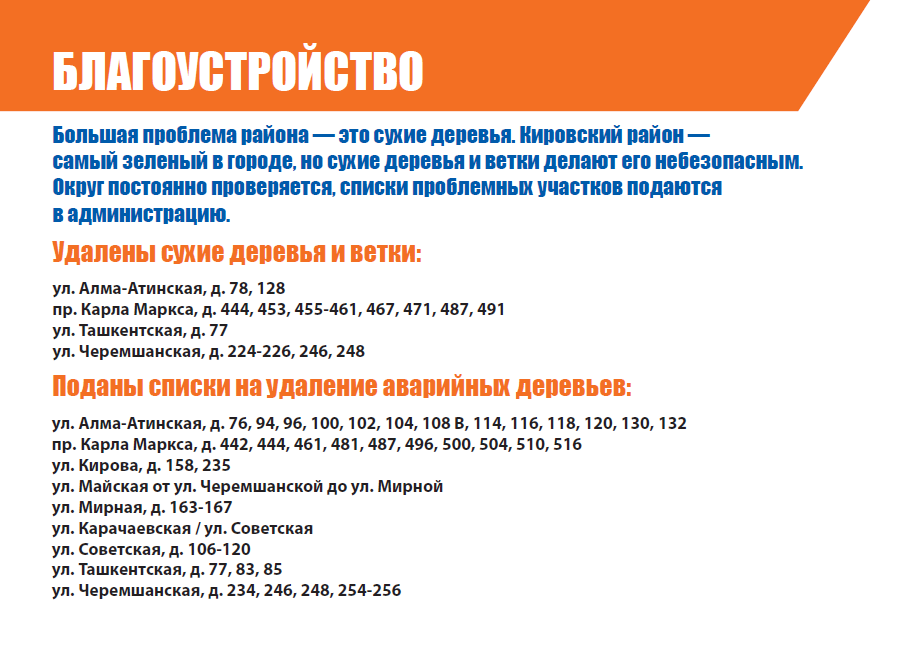 БЛАГОУСТРОЙСТВО
Большая проблема района — это сухие деревья. Кировский район —
самый зеленый в городе, но сухие деревья и ветки делают его небезопасным.
Округ постоянно проверяется, списки проблемных участков подаются
в администрацию.
Удалены сухие деревья и ветки:
ул. Алма-Атинская, д. 78, 128
пр. Карла Маркса, д. 444, 453, 455-461, 467, 471, 487, 491
ул. Ташкентская, д. 77
ул. Черемшанская, д. 224-226, 246, 248
Поданы списки на удаление аварийных деревьев:
ул. Алма-Атинская, д. 76, 94, 96, 100, 102, 104, 108 В, 114, 116, 118, 120, 130, 132
пр. Карла Маркса, д. 442, 444, 461, 481, 487, 496, 500, 504, 510, 516
ул. Кирова, д. 158, 235
ул. Майская от ул. Черемшанской до ул. Мирной
ул. Мирная, д. 163-167
ул. Карачаевская / ул. Советская
ул. Советская, д. 106-120
ул. Ташкентская, д. 77, 83, 85
ул. Черемшанская, д. 234, 246, 248, 254-256